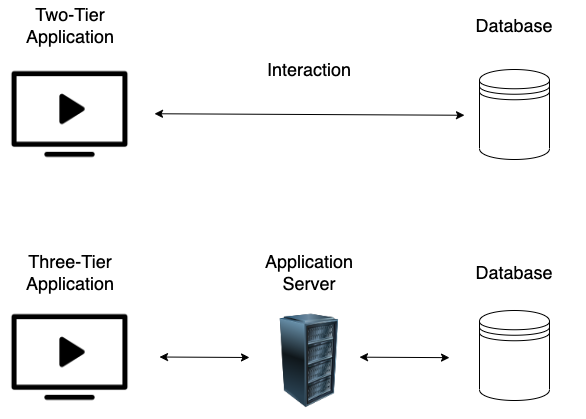 Two-Tier
Application
Database
Interaction
Three-Tier
Application
Application
Server
Database